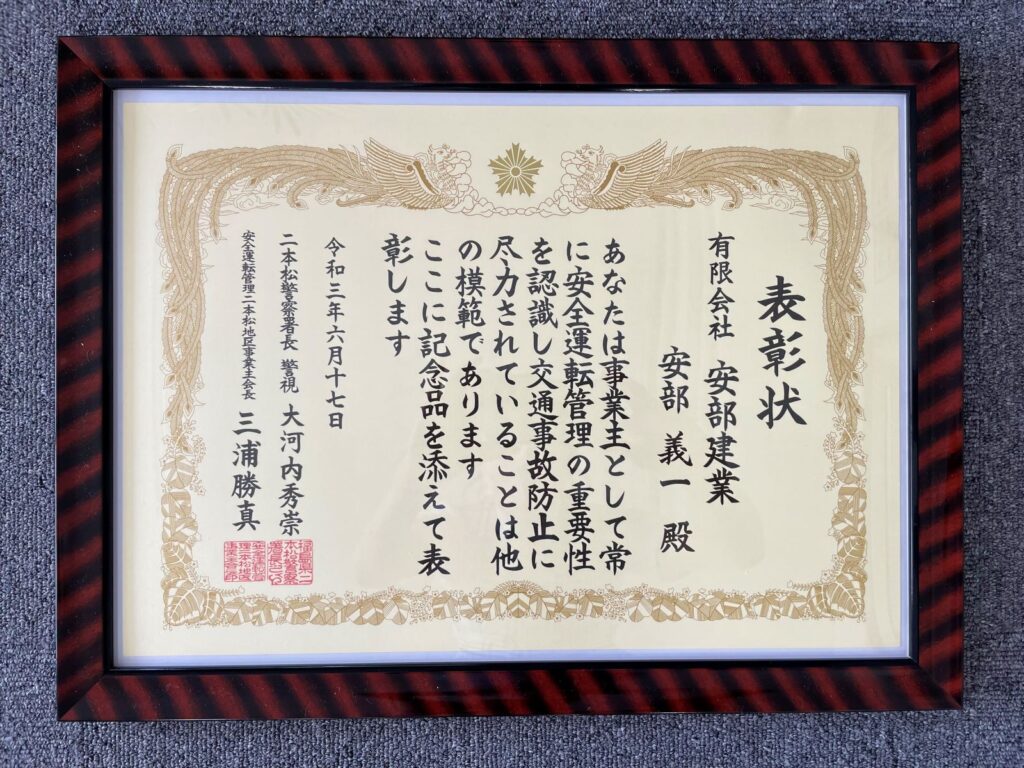 表彰状
有限会社 安部建業
安部 義一 殿
あなたは事業主として常
に安全運転管理の重要性
を認識し交通事故防止に
尽力されていることは他
の模範であります
ここに記念品を添えて表
彰します
令和三年六月十七日
二本松警察署長 警視 大河内秀崇
安全運転管理二本松地区事業主会長 三浦勝真